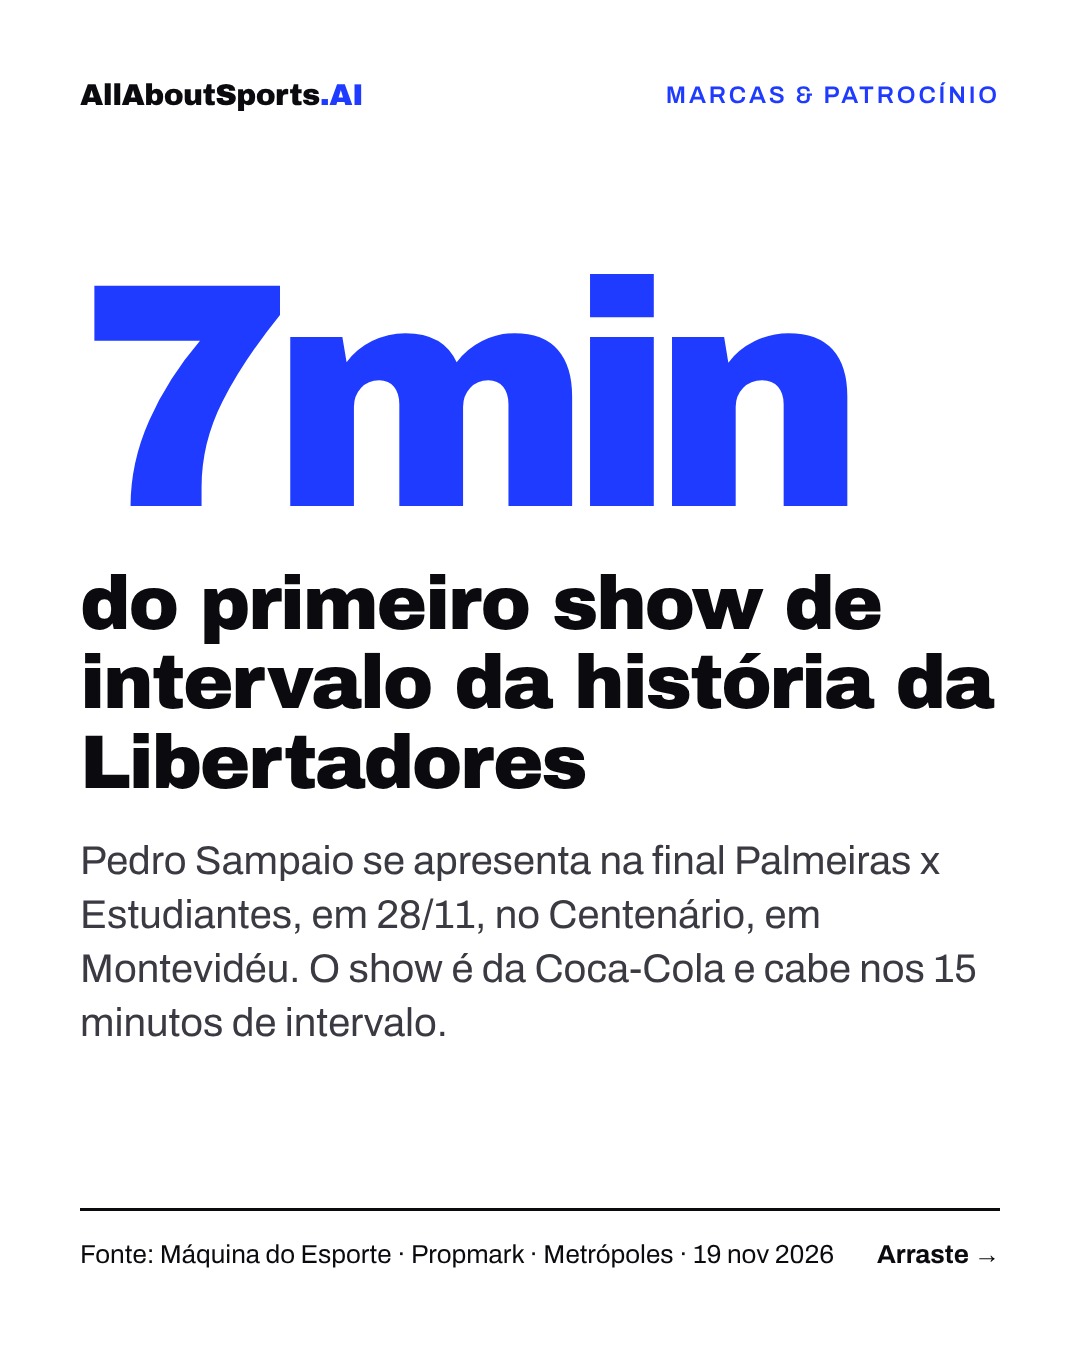 AllAboutSports.AI
MARCAS & PATROCÍNIO
7min
do primeiro show de
intervalo da história da
Libertadores
Pedro Sampaio se apresenta na final Palmeiras x
Estudiantes, em 28/11, no Centenário, em
Montevidéu. O show é da Coca-Cola e cabe nos 15
minutos de intervalo.
Fonte: Máquina do Esporte · Propmark · Metrópoles · 19 nov 2026
Arraste →